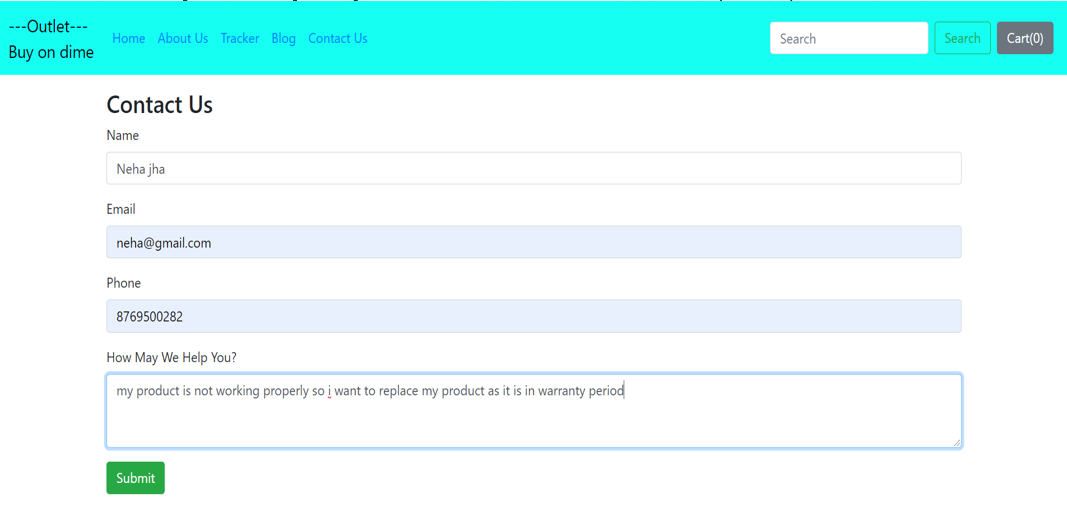 ---Outlet---
Buy on dime
Home About Us Tracker Blog Contact Us
Search Search Cart(0)
Contact Us
Name
Neha jha
Email
neha@gmail.com
Phone
8769500282
How May We Help You?
my product is not working properly so i want to replace my product as it is in warranty period
Submit